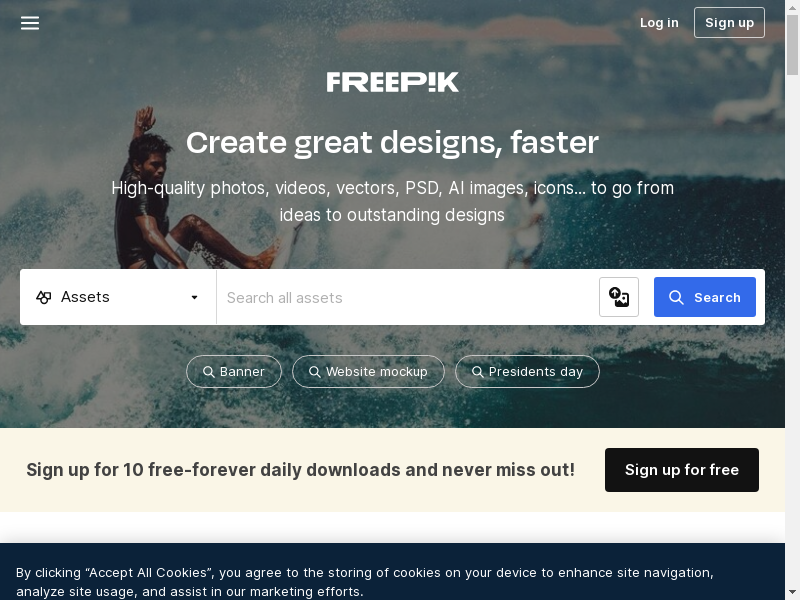 Log in
Sign up
FREEPIK
Create great designs, faster
High-quality photos, videos, vectors, PSD, AI images, icons... to go from
ideas to outstanding designs
Assets
Search all assets
Search
Banner
Website mockup
Presidents day
Sign up for 10 free-forever daily downloads and never miss out!
Sign up for free
By clicking “Accept All Cookies”, you agree to the storing of cookies on your device to enhance site navigation,
analyze site usage, and assist in our marketing efforts.